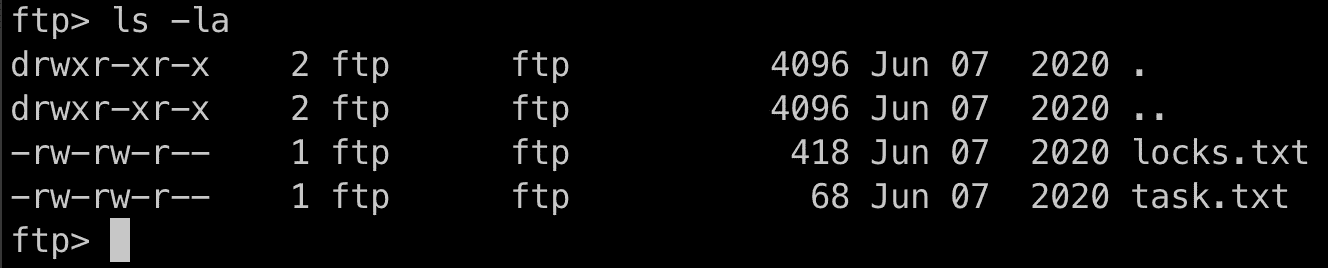 ftp> ls -la
drwxr-xr-x    2 ftp      ftp          4096 Jun 07  2020 .
drwxr-xr-x    2 ftp      ftp          4096 Jun 07  2020 ..
-rw-rw-r--    1 ftp      ftp           418 Jun 07  2020 locks.txt
-rw-rw-r--    1 ftp      ftp            68 Jun 07  2020 task.txt
ftp>